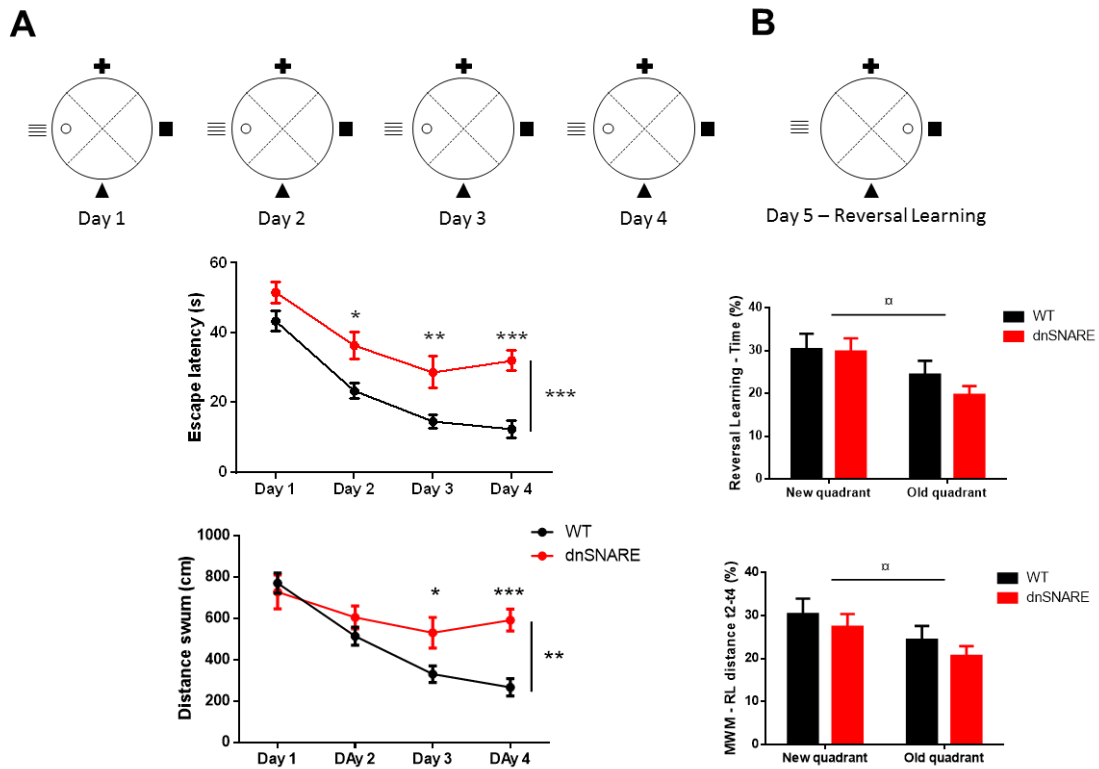 A
Day 1
Day 2
Day 3
Day 4
Escape latency (s)
60
40
20
0
*
**
***
***
Day 1
Day 2
Day 3
Day 4
Distance swum (cm)
1000
800
600
400
200
0
WT
dnSNARE
*
***
**
Day 1
DAy 2
Day 3
DAy 4
B
Day 5 – Reversal Learning
Reversal Learning - Time (%)
40
30
20
10
0
¤
WT
dnSNARE
New quadrant
Old quadrant
MWM - RL distance t2-t4 (%)
40
30
20
10
0
¤
WT
dnSNARE
New quadrant
Old quadrant